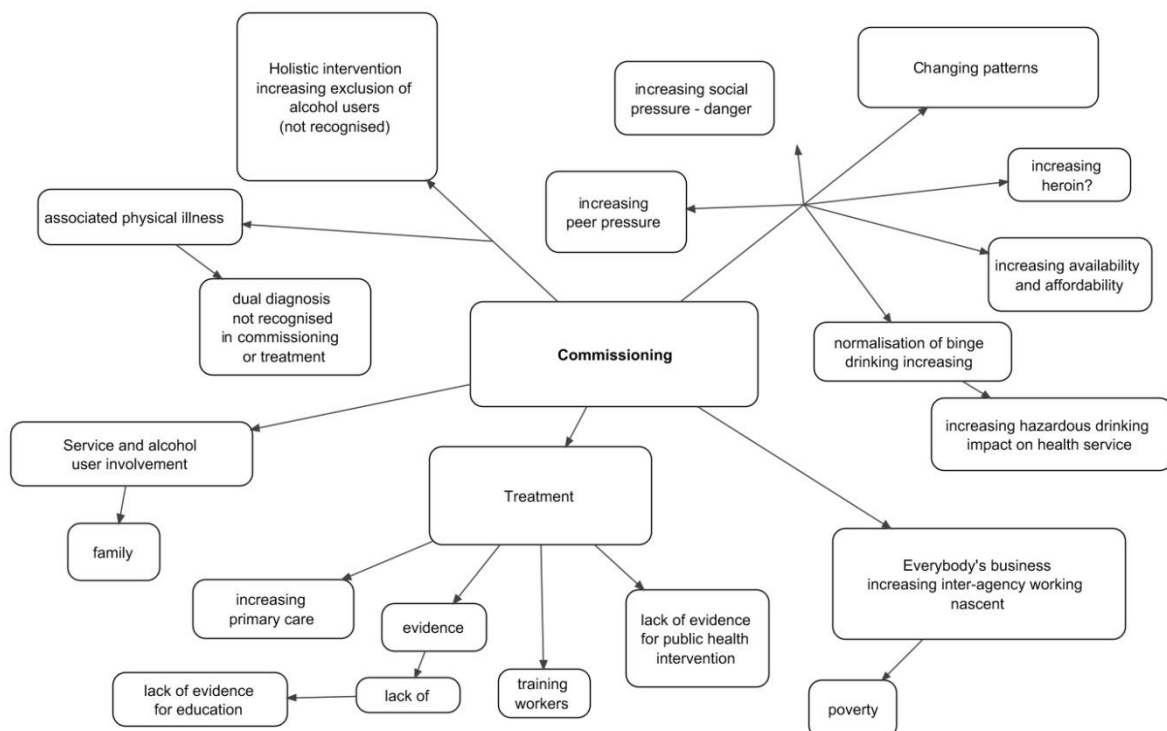 Holistic intervention
increasing exclusion of
alcohol users
(not recognised)
increasing social
pressure - danger
Changing patterns
increasing
heroin?
associated physical illness
increasing
peer pressure
increasing availability
and affordability
dual diagnosis
not recognised
in commissioning
or treatment
Commissioning
normalisation of binge
drinking increasing
increasing hazardous drinking
impact on health service
Service and alcohol
user involvement
family
Treatment
Everybody's business
increasing inter-agency working
nascent
increasing
primary care
evidence
lack of evidence
for public health
intervention
lack of evidence
for education
lack of
training
workers
poverty